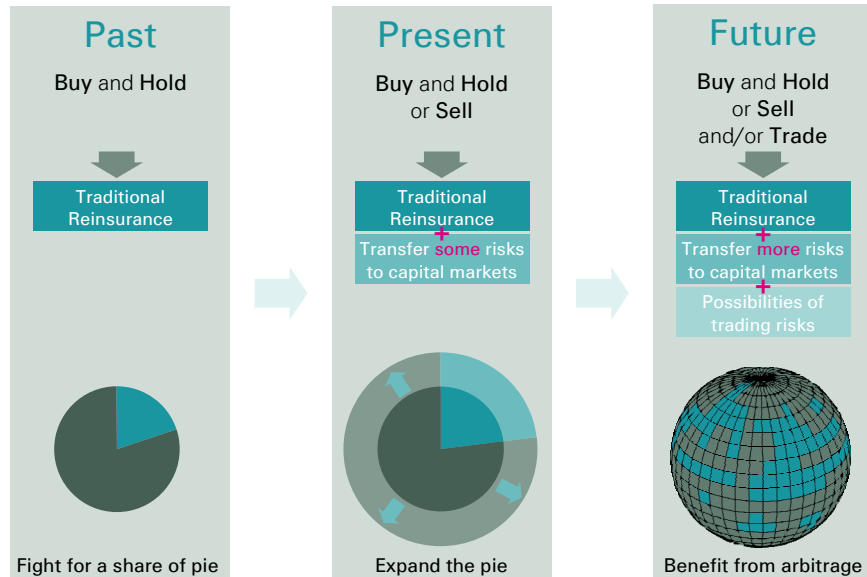 Past
Buy and Hold
Traditional
Reinsurance
Fight for a share of pie
Present
Buy and Hold
or Sell
Traditional
Reinsurance
+
Transfer some risks
to capital markets
Expand the pie
Future
Buy and Hold
or Sell
and/or Trade
Traditional
Reinsurance
+
Transfer more risks
to capital markets
+
Possibilities of
trading risks
Benefit from arbitrage